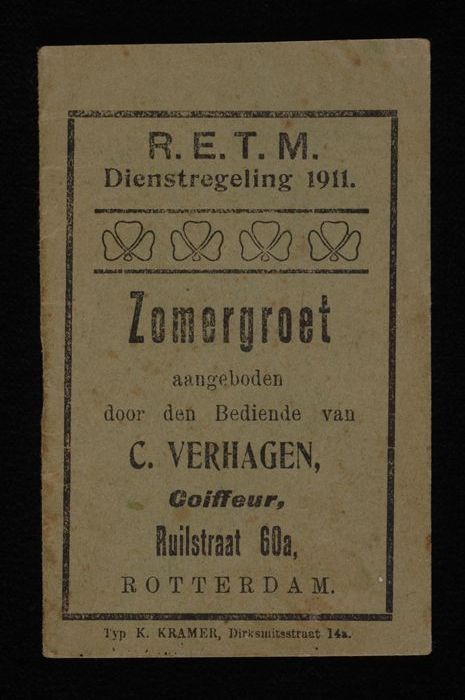 R. E. T. M.
Dienstregeling 1911.
Zomergroet
aangeboden
door den Bediende van
C. VERHAGEN,
Coiffeur,
Ruilstraat 60a,
ROTTERDAM.
Typ K. KRAMER, Dirksmitsstraat 14a.